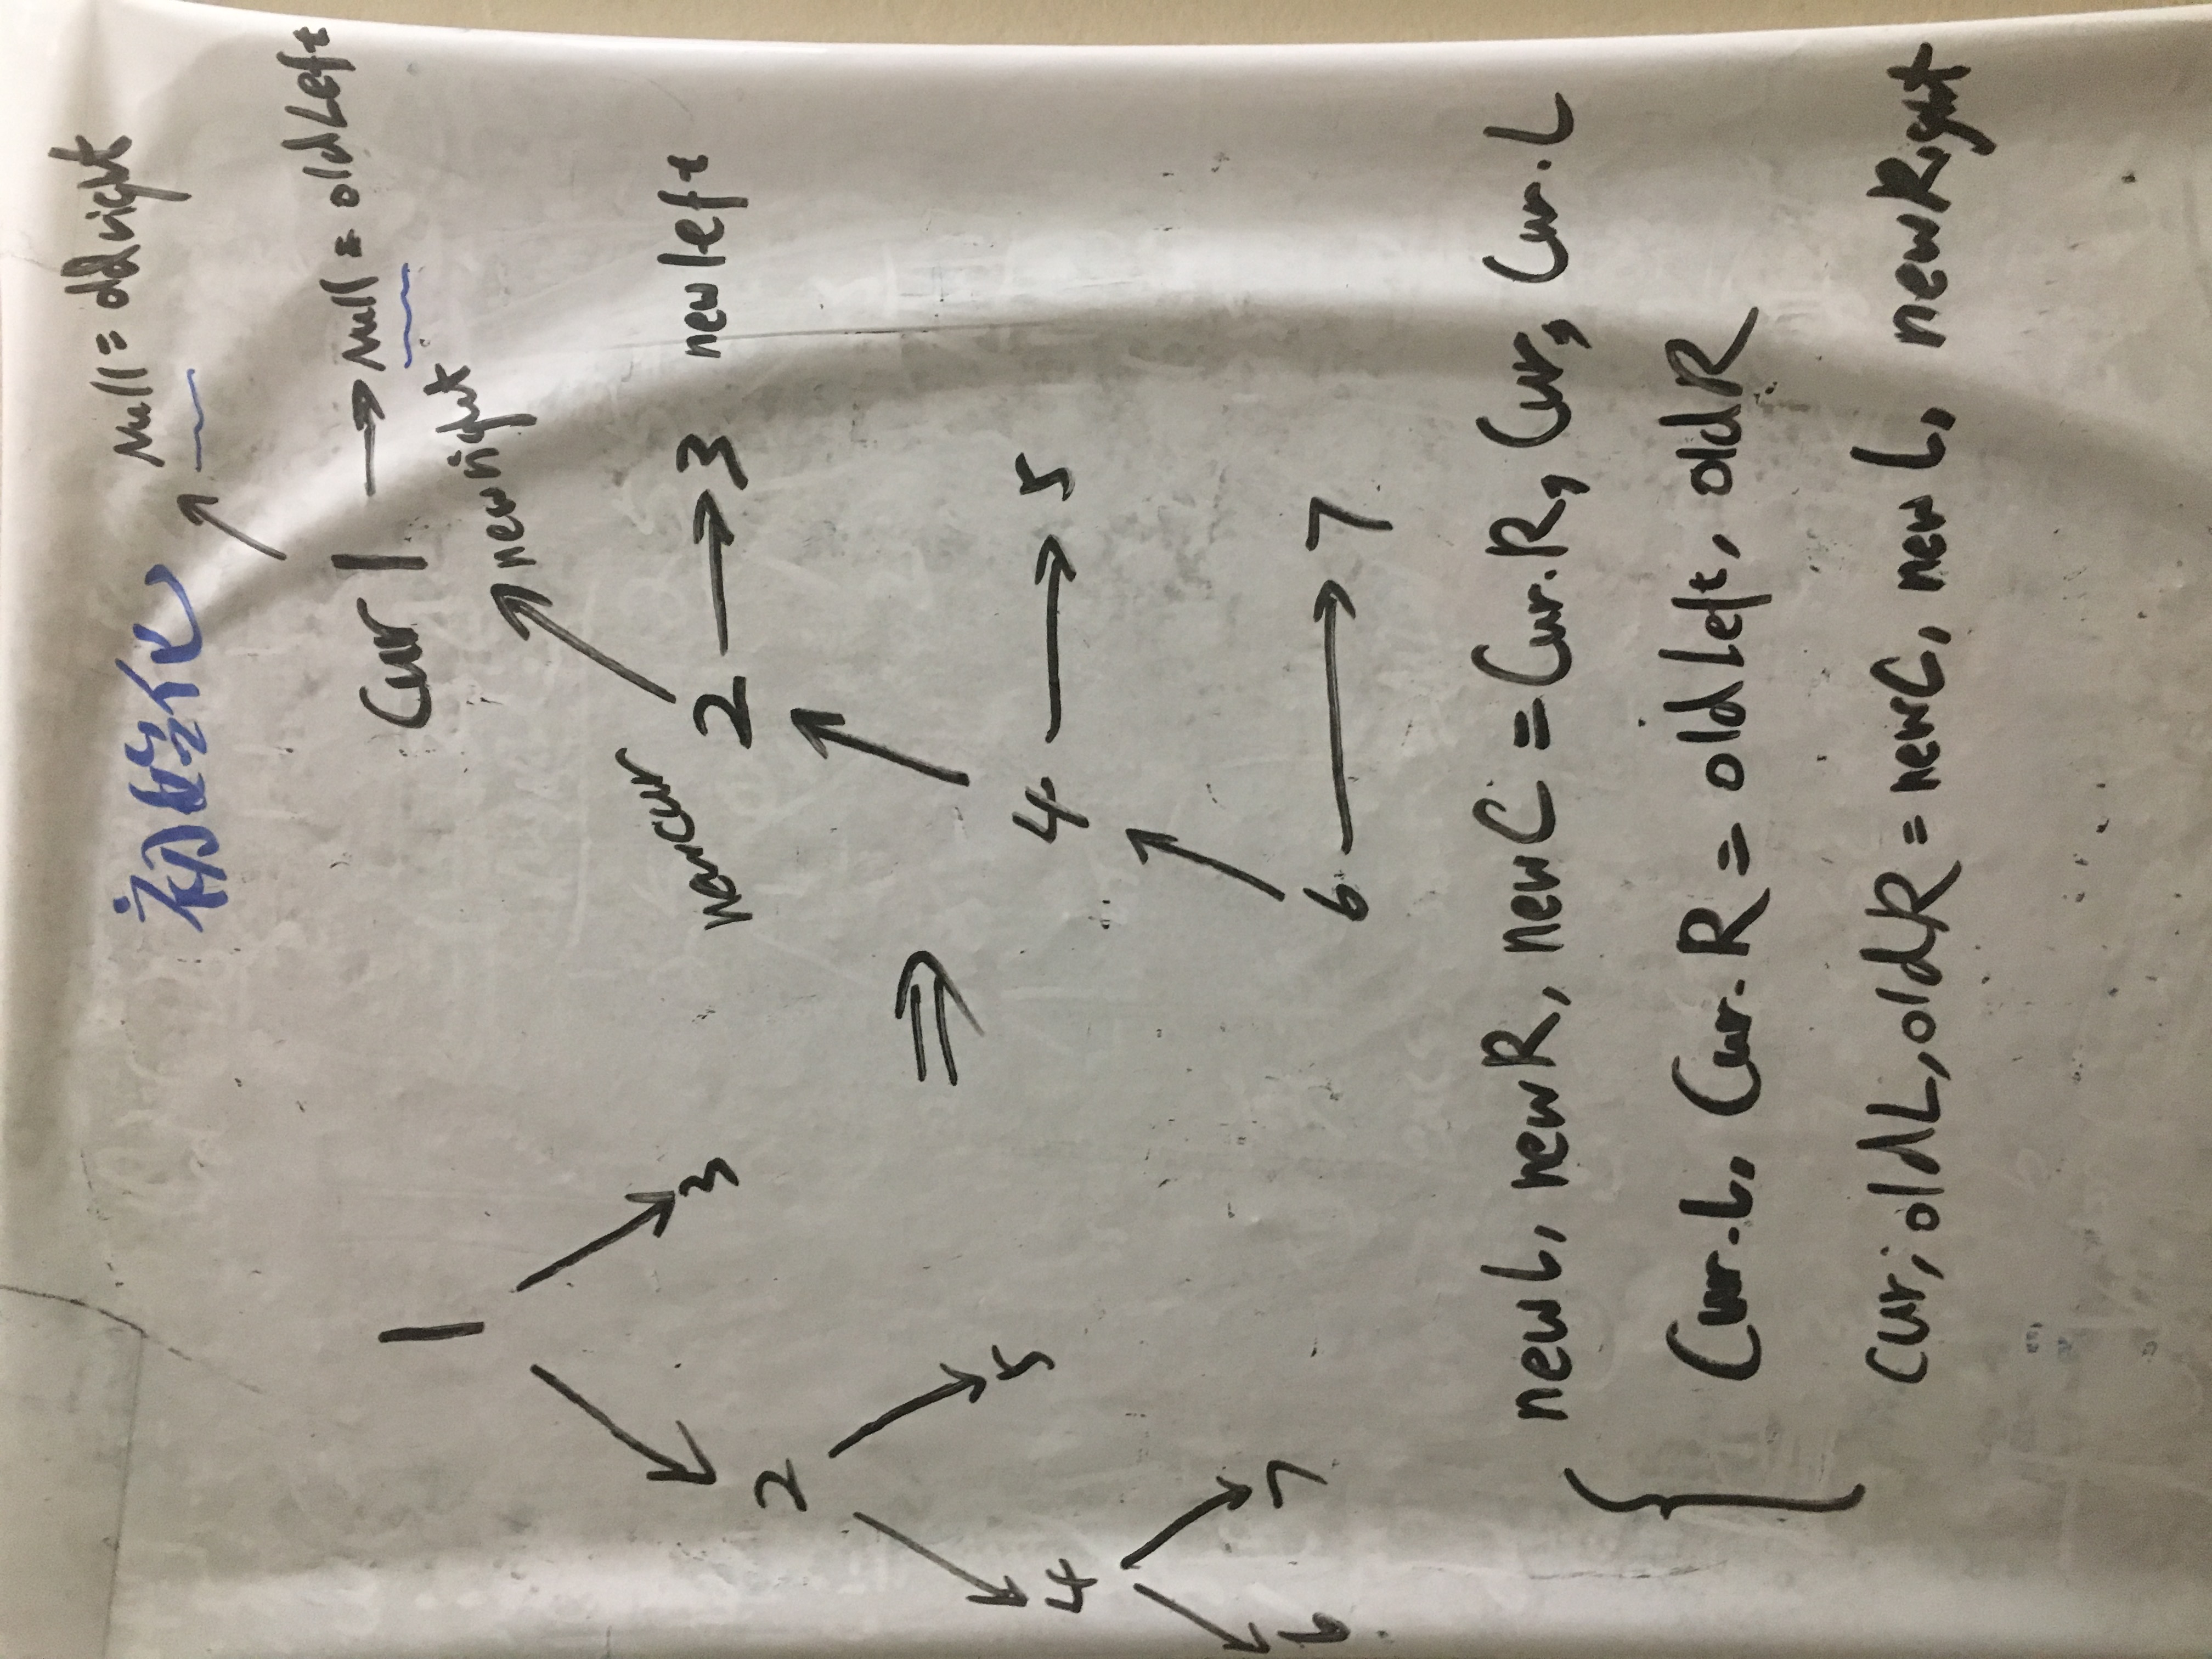 初始化
Null = oldright
Cur 1
Null = oldLeft
newright
1
newcur
2
3
newleft
2
3
4
5
4
5
6
7
6
7
newL, newR, newC = Cur.R, Cur, Cur.L
Cur.L, Cur.R = oldLeft, oldR
cur, oldL, oldR = newC, newL, newRight